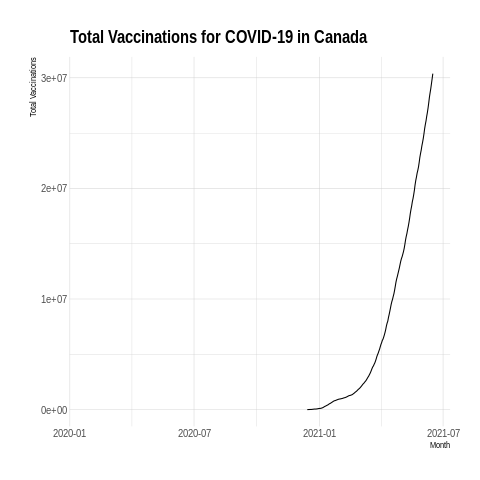 Total Vaccinations for COVID-19 in Canada
Total Vaccinations
3e+07
2e+07
1e+07
0e+00
2020-01
2020-07
2021-01
2021-07
Month